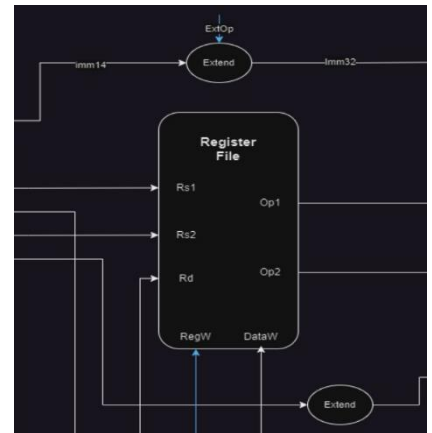 ExtOp
Extend
imm14
Imm32
Register
File
Rs1
Op1
Rs2
Rd
Op2
RegW
DataW
Extend